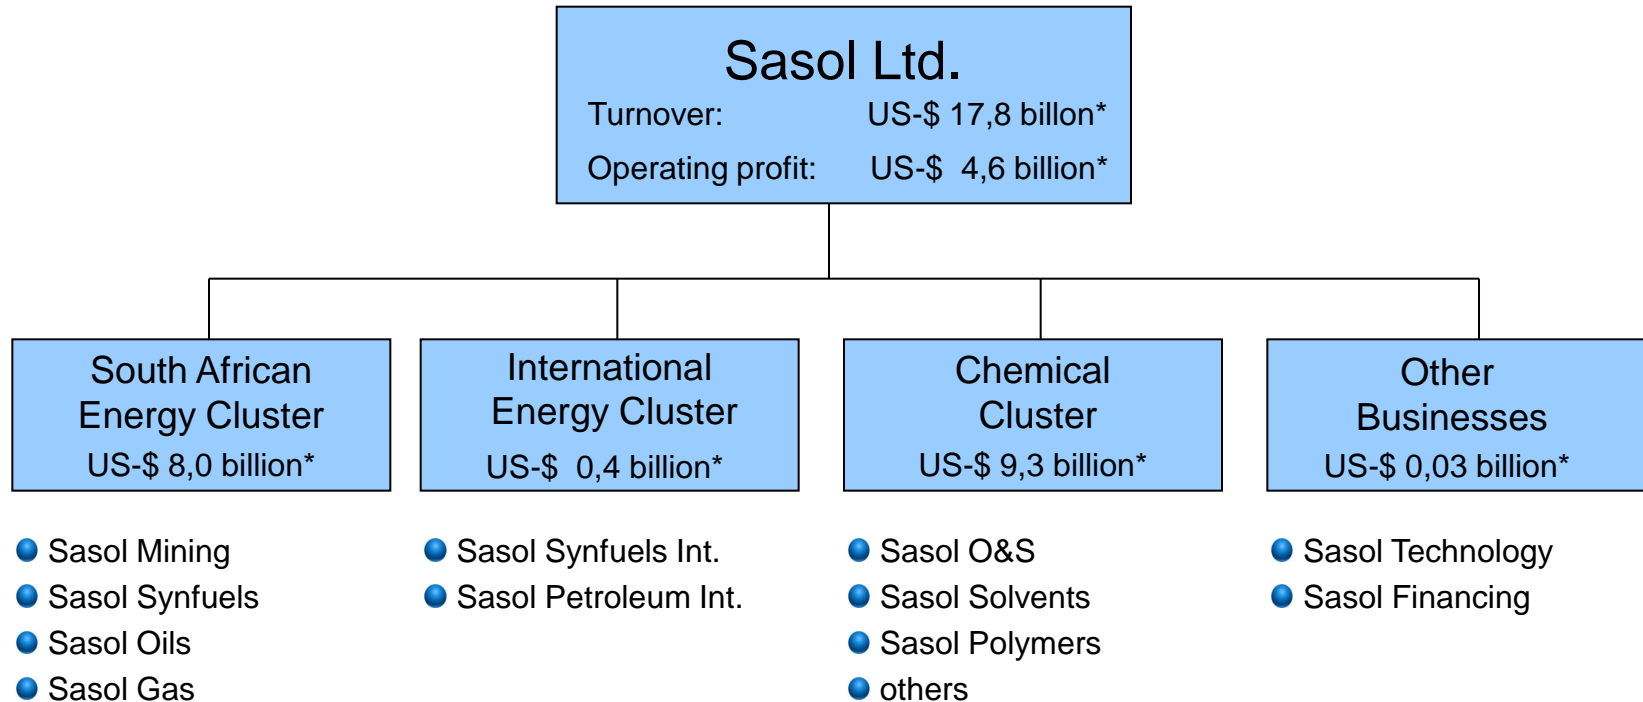 Sasol Ltd.
Turnover: US-$ 17,8 billon*
Operating profit: US-$ 4,6 billion*
South African
Energy Cluster
US-$ 8,0 billion*
International
Energy Cluster
US-$ 0,4 billion*
Chemical
Cluster
US-$ 9,3 billion*
Other
Businesses
US-$ 0,03 billion*
Sasol Mining
Sasol Synfuels
Sasol Oils
Sasol Gas
Sasol Synfuels Int.
Sasol Petroleum Int.
Sasol O&S
Sasol Solvents
Sasol Polymers
others
Sasol Technology
Sasol Financing